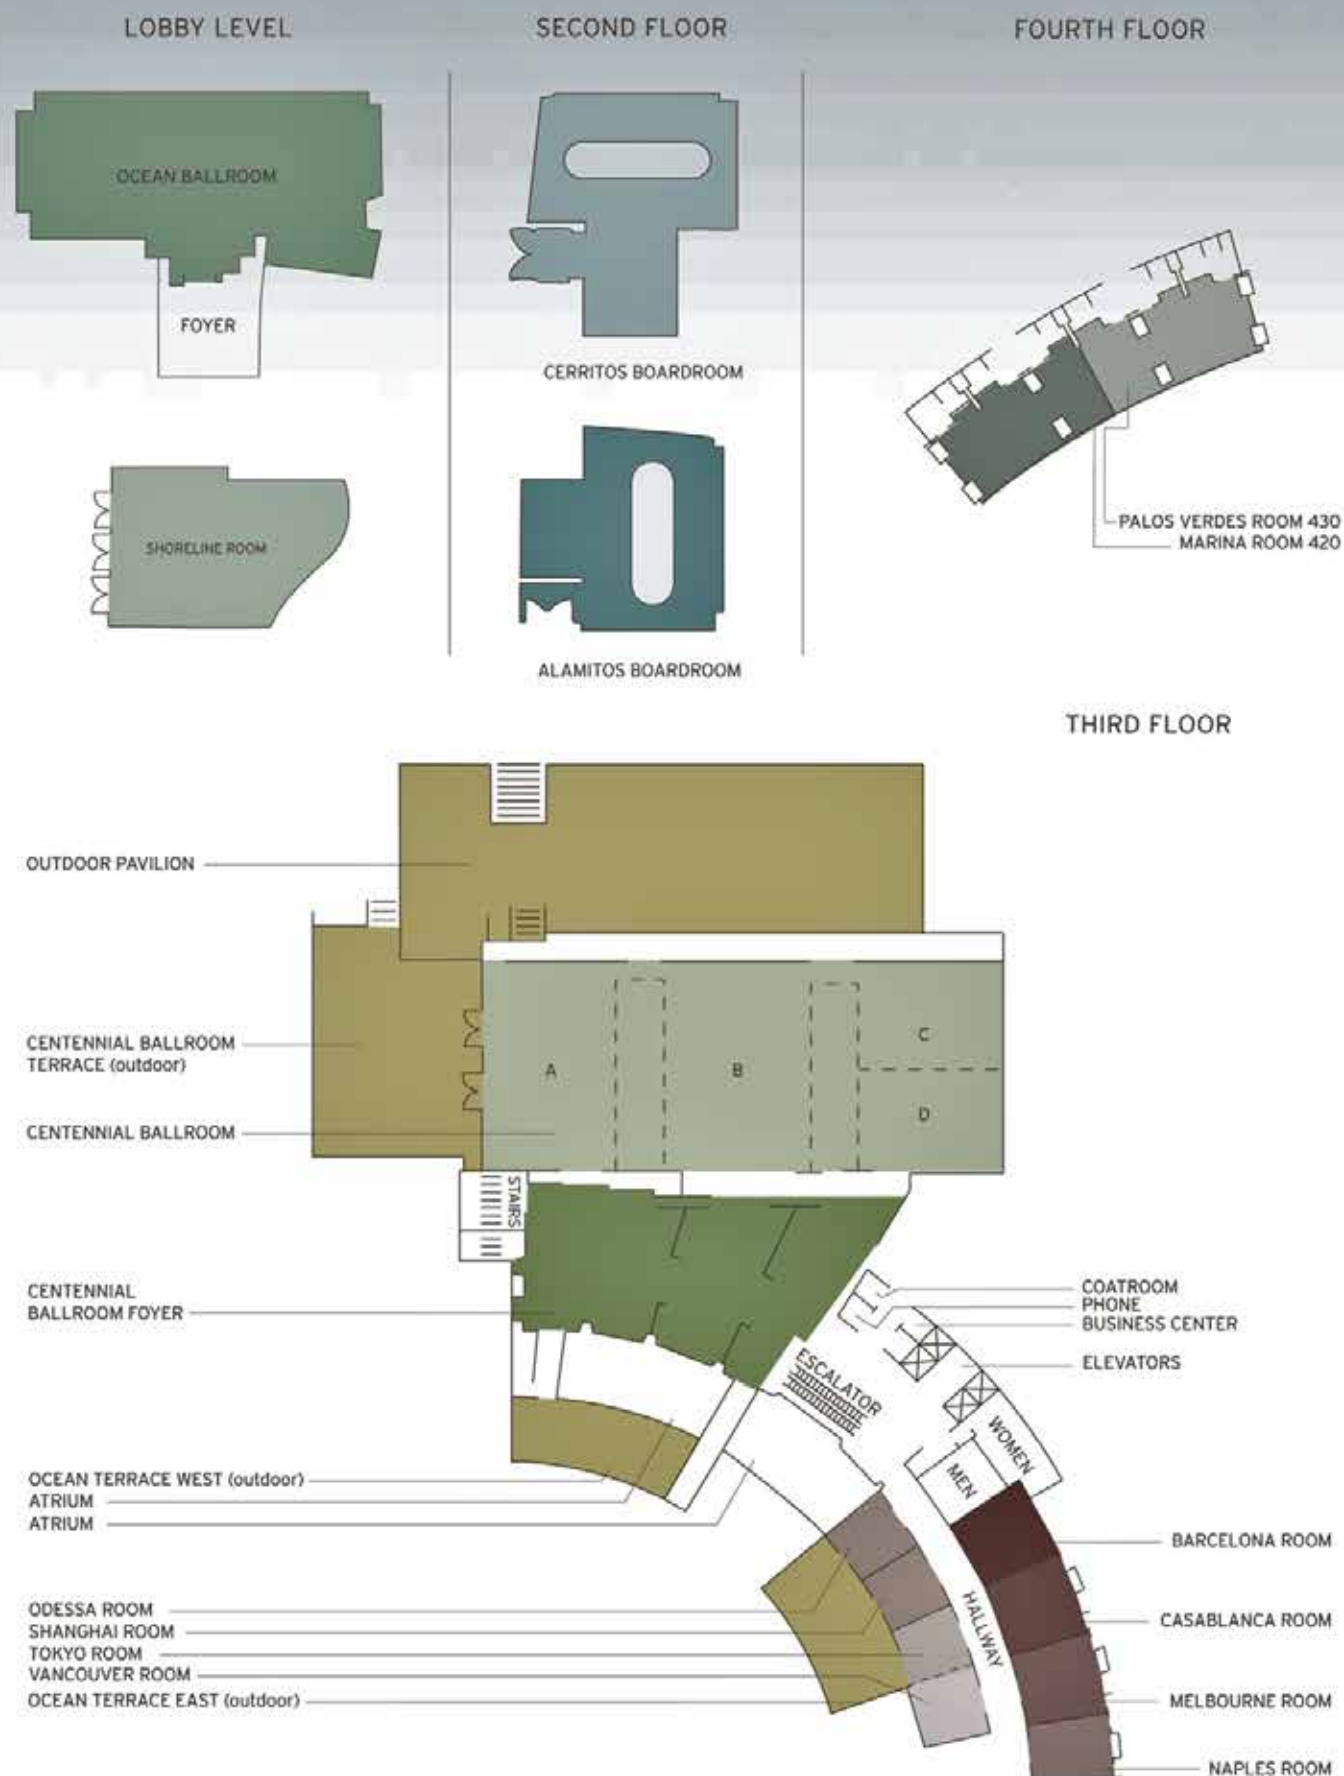 LOBBY LEVEL
SECOND FLOOR
FOURTH FLOOR
OCEAN BALLROOM
FOYER
SHORELINE ROOM
CERRITOS BOARDROOM
ALAMITOS BOARDROOM
PALOS VERDES ROOM 430
MARINA ROOM 420
THIRD FLOOR
OUTDOOR PAVILION
CENTENNIAL BALLROOM
TERRACE (outdoor)
CENTENNIAL BALLROOM
A
B
C
D
STAIRS
CENTENNIAL
BALLROOM FOYER
COATROOM
PHONE
BUSINESS CENTER
ELEVATORS
ESCALATOR
WOMEN
MEN
OCEAN TERRACE WEST (outdoor)
ATRIUM
ATRIUM
BARCELONA ROOM
HALLWAY
ODESSA ROOM
SHANGHAI ROOM
TOKYO ROOM
VANCOUVER ROOM
OCEAN TERRACE EAST (outdoor)
CASABLANCA ROOM
MELBOURNE ROOM
NAPLES ROOM